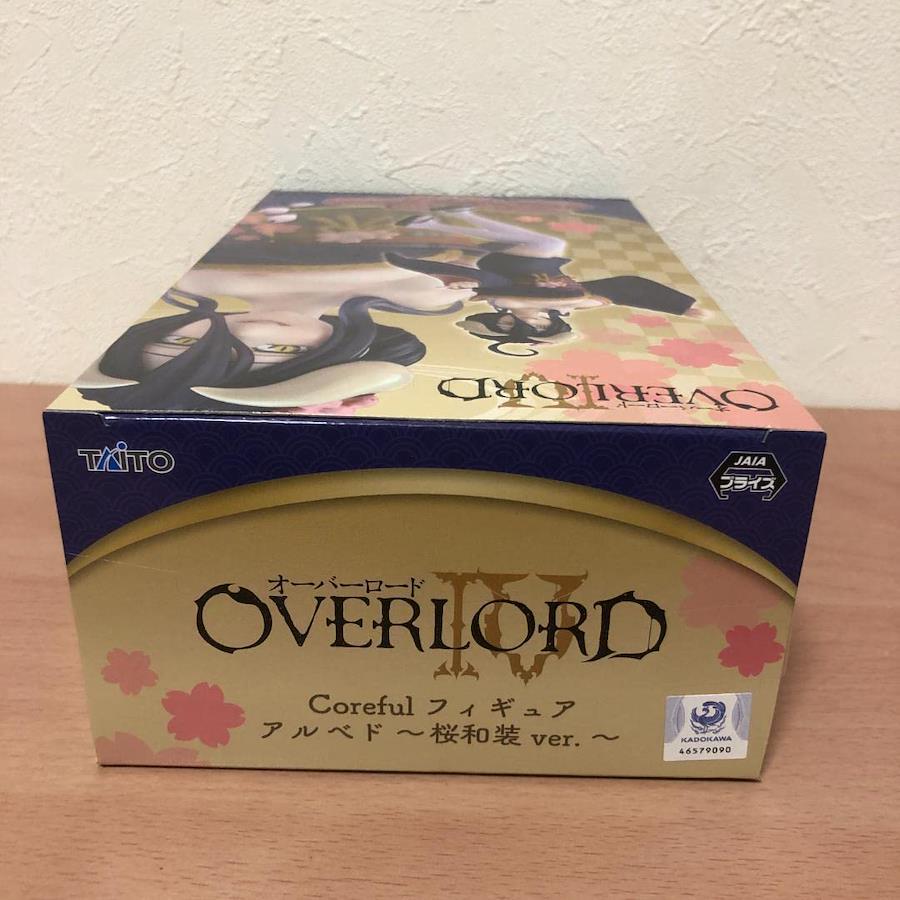 オーバーロード
OVERLORD IV
TAITO
JAIA
プライズ
オーバーロード
OVERLORD IV
Coreful フィギュア
アルベド ～桜和装 ver. ～
KADOKAWA
46579090